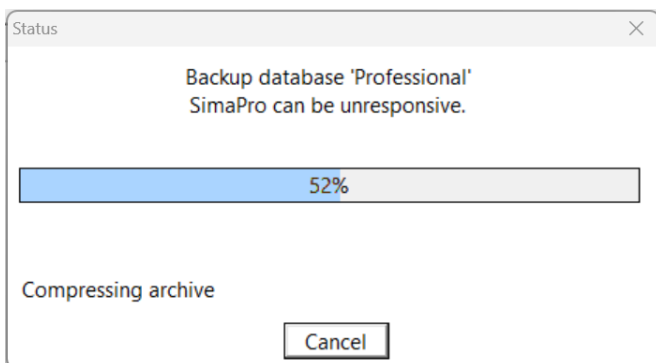 Status
Backup database 'Professional'
SimaPro can be unresponsive.
52%
Compressing archive
Cancel